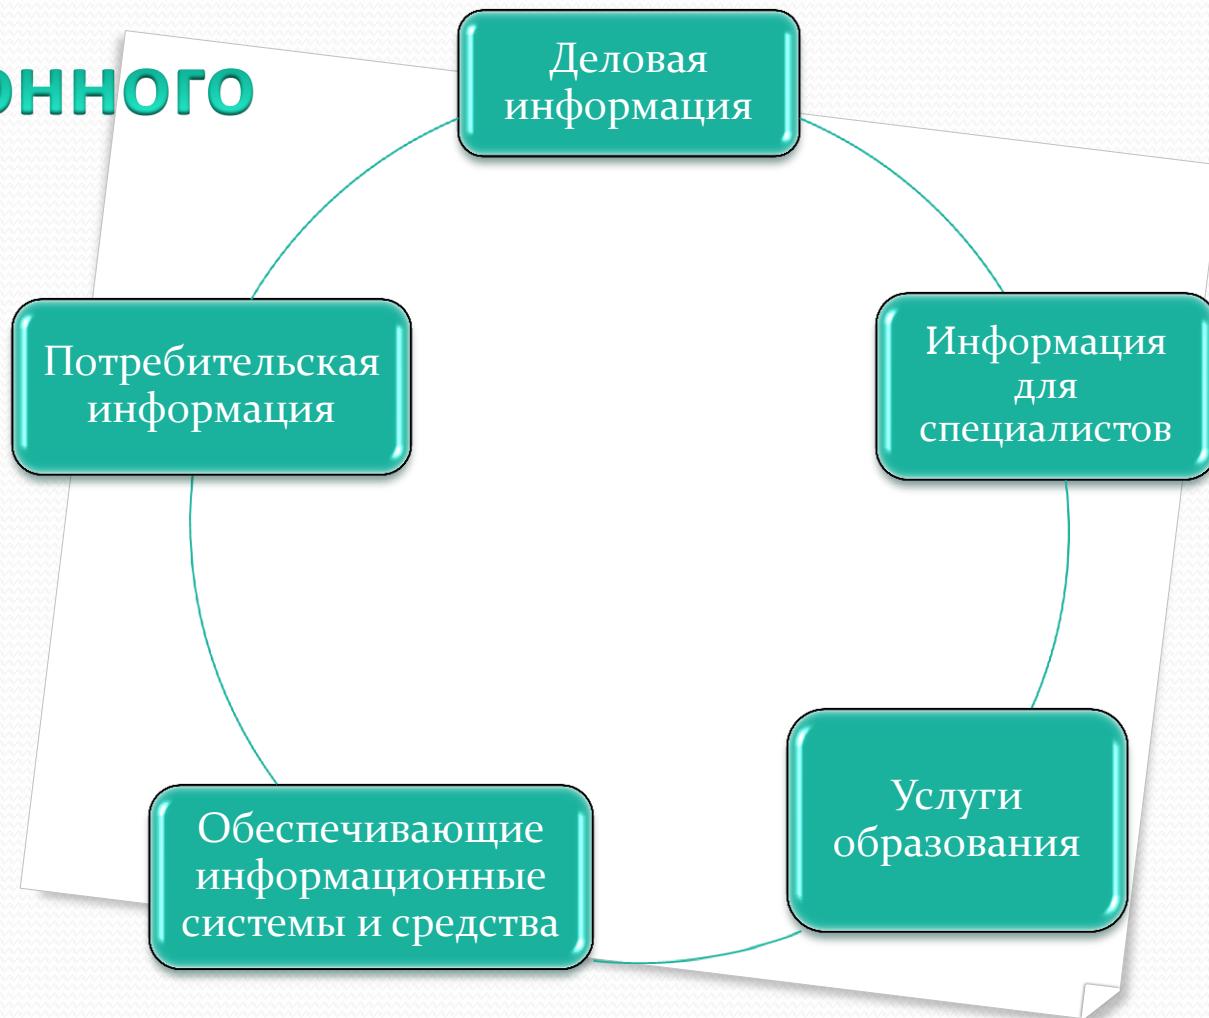 онного
Деловая
информация
Информация
для
специалистов
Услуги
образования
Обеспечивающие
информационные
системы и средства
Потребительская
информация